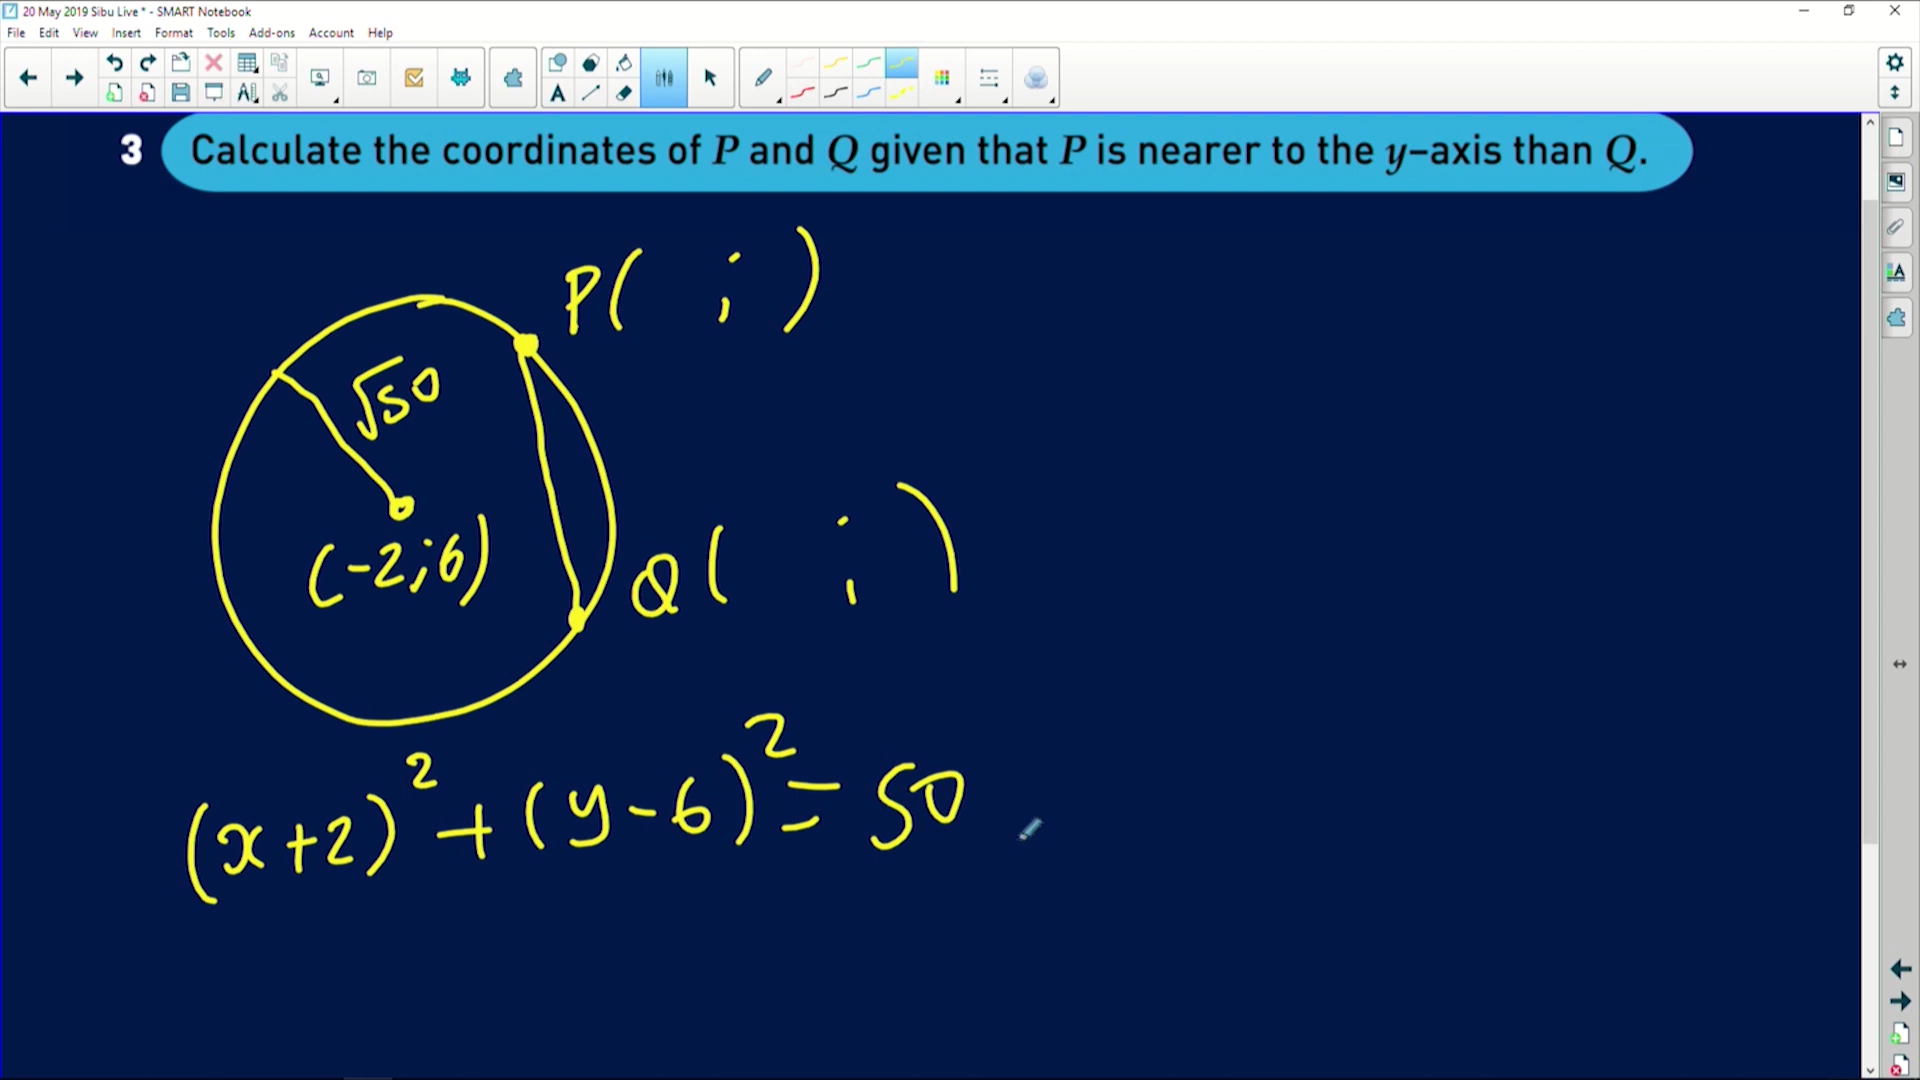 20 May 2019 Sibu Live * - SMART Notebook
File Edit View Insert Format Tools Add-ons Account Help
3 Calculate the coordinates of P and Q given that P is nearer to the y-axis than Q.
P( ; )
√50
(-2;6)
Q( ; )
(x+2)² + (y-6)² = 50